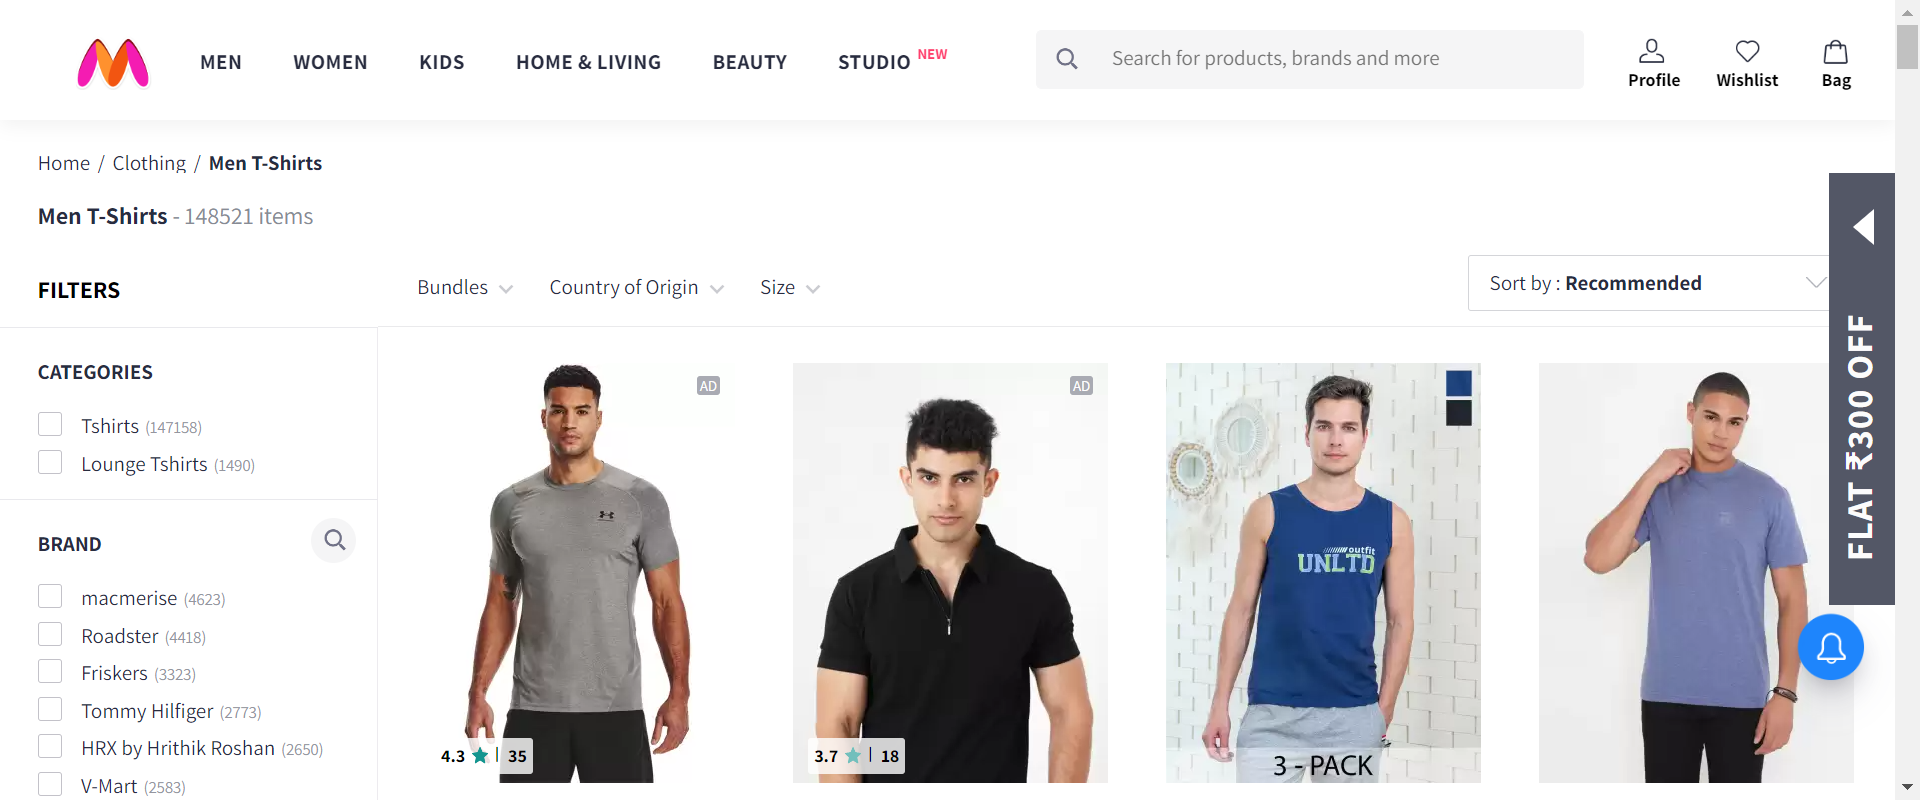 MEN WOMEN KIDS HOME & LIVING BEAUTY STUDIO NEW
Search for products, brands and more
Profile Wishlist Bag
Home / Clothing / Men T-Shirts
Men T-Shirts - 148521 items
FILTERS
Bundles Country of Origin Size
Sort by : Recommended
FLAT ₹300 OFF
CATEGORIES
Tshirts (147158)
Lounge Tshirts (1490)
BRAND
macmerise (4623)
Roadster (4418)
Friskers (3323)
Tommy Hilfiger (2773)
HRX by Hrithik Roshan (2650)
V-Mart (2583)
AD
4.3 ★ | 35
AD
3.7 ★ | 18
outfit
UNLTD
3 - PACK